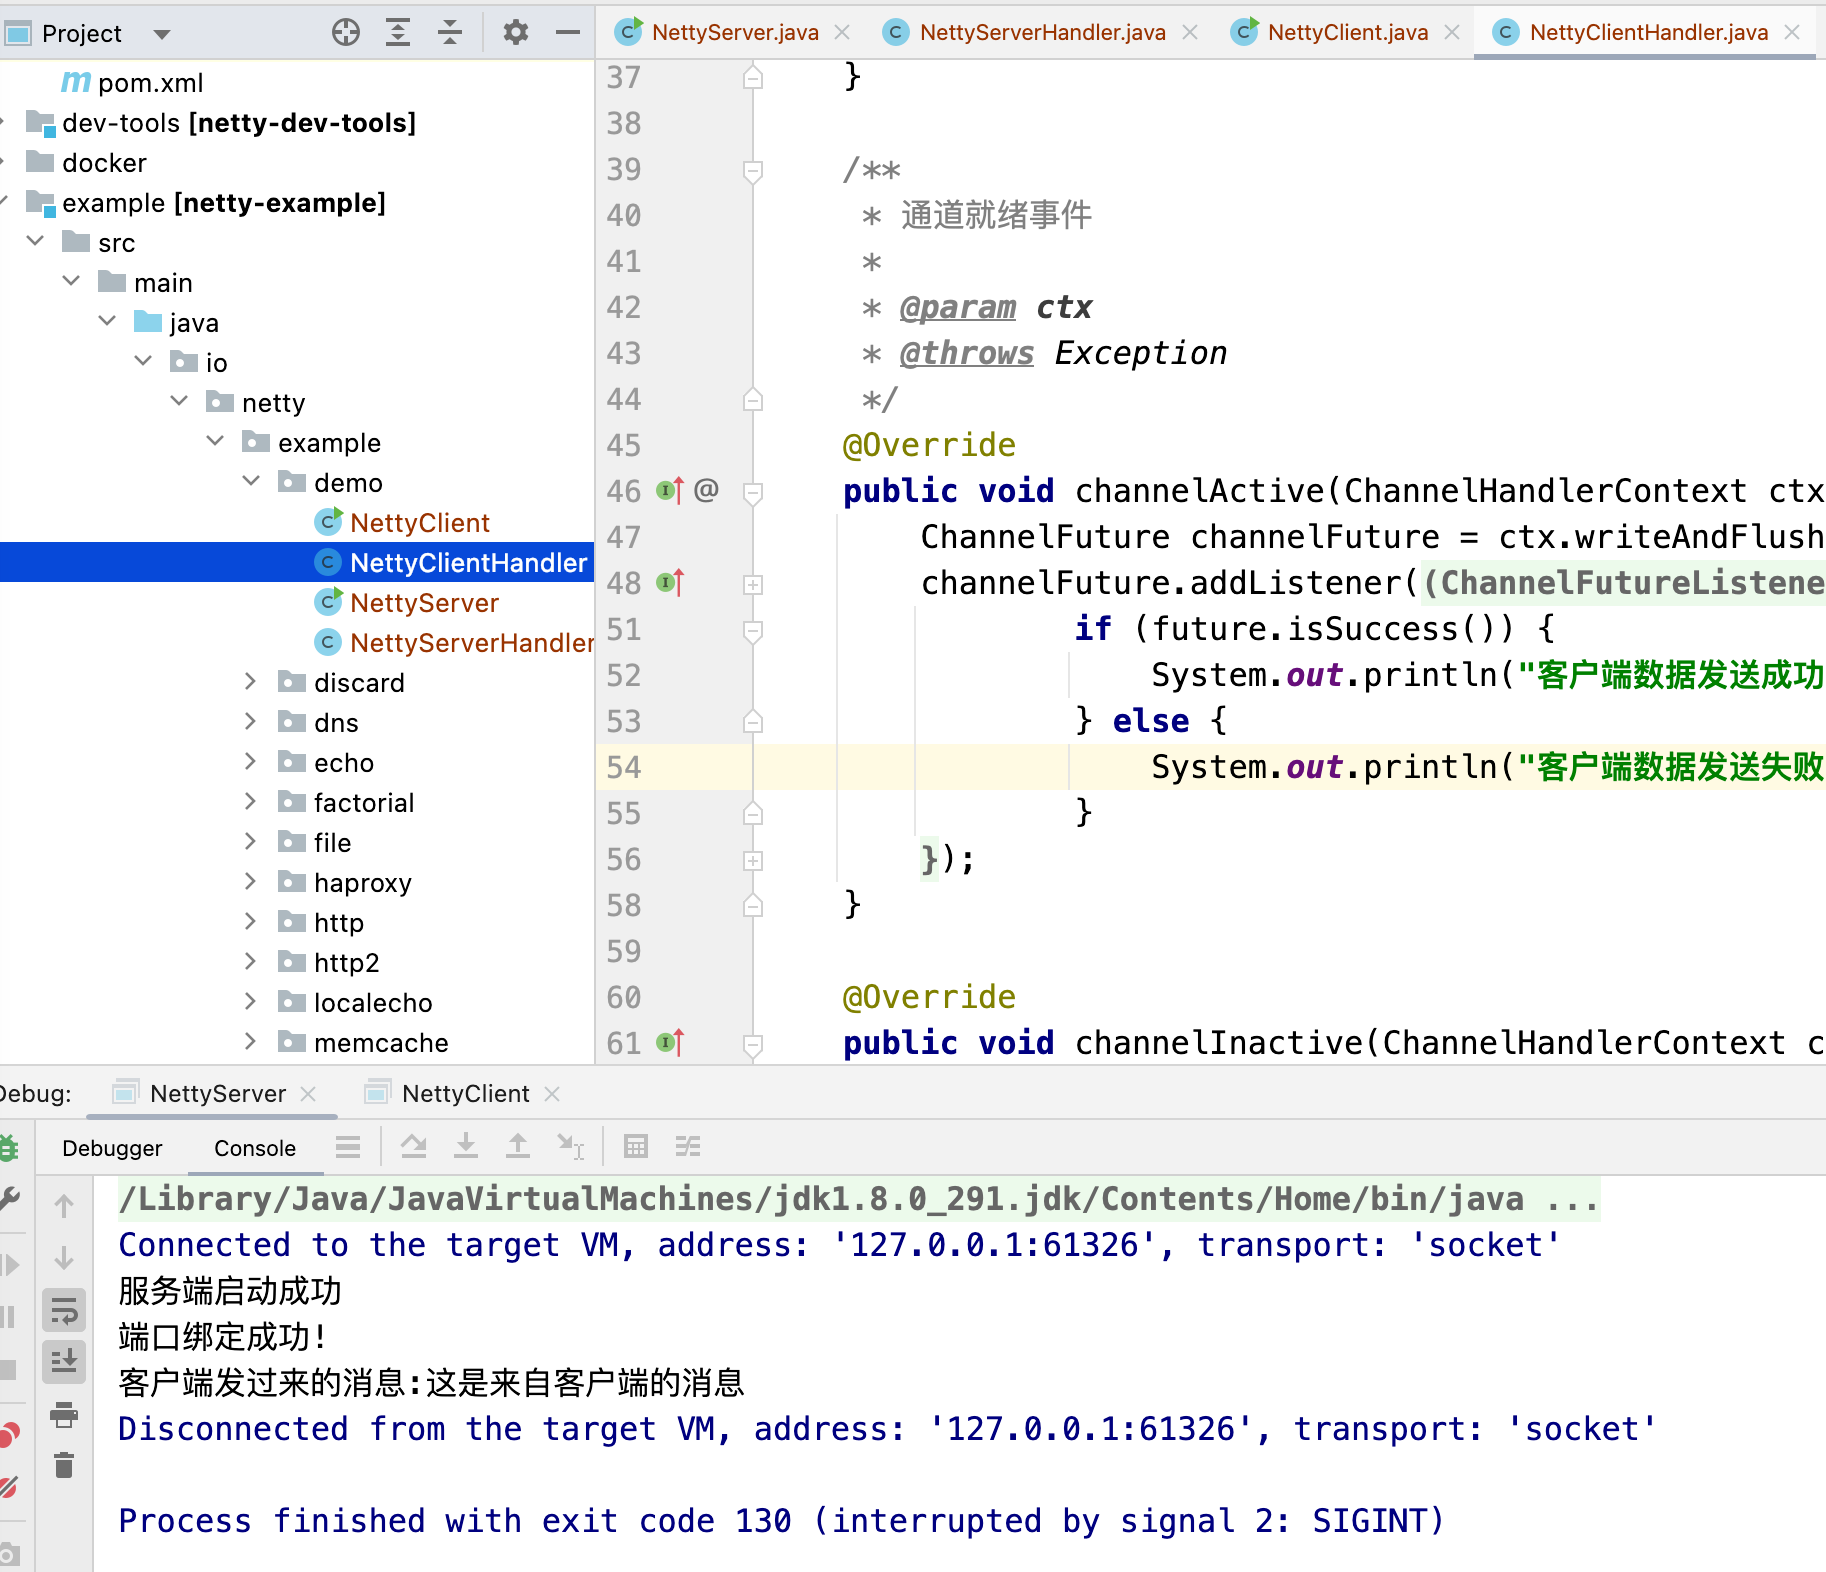 Project
NettyServer.java
NettyServerHandler.java
NettyClient.java
NettyClientHandler.java
pom.xml
dev-tools [netty-dev-tools]
docker
example [netty-example]
src
main
java
io
netty
example
demo
NettyClient
NettyClientHandler
NettyServer
NettyServerHandler
discard
dns
echo
factorial
file
haproxy
http
http2
localecho
memcache
37 }
38
39 /**
40 * 通道就绪事件
41 *
42 * @param ctx
43 * @throws Exception
44 */
45 @Override
46 @ public void channelActive(ChannelHandlerContext ctx
47 ChannelFuture channelFuture = ctx.writeAndFlush
48 channelFuture.addListener((ChannelFutureListene
51 if (future.isSuccess()) {
52 System.out.println("客户端数据发送成功
53 } else {
54 System.out.println("客户端数据发送失败
55 }
56 });
58 }
59
60 @Override
61 public void channelInactive(ChannelHandlerContext c
Debug:
NettyServer
NettyClient
Debugger
Console
/Library/Java/JavaVirtualMachines/jdk1.8.0_291.jdk/Contents/Home/bin/java ...
Connected to the target VM, address: '127.0.0.1:61326', transport: 'socket'
服务端启动成功
端口绑定成功!
客户端发过来的消息:这是来自客户端的消息
Disconnected from the target VM, address: '127.0.0.1:61326', transport: 'socket'
Process finished with exit code 130 (interrupted by signal 2: SIGINT)